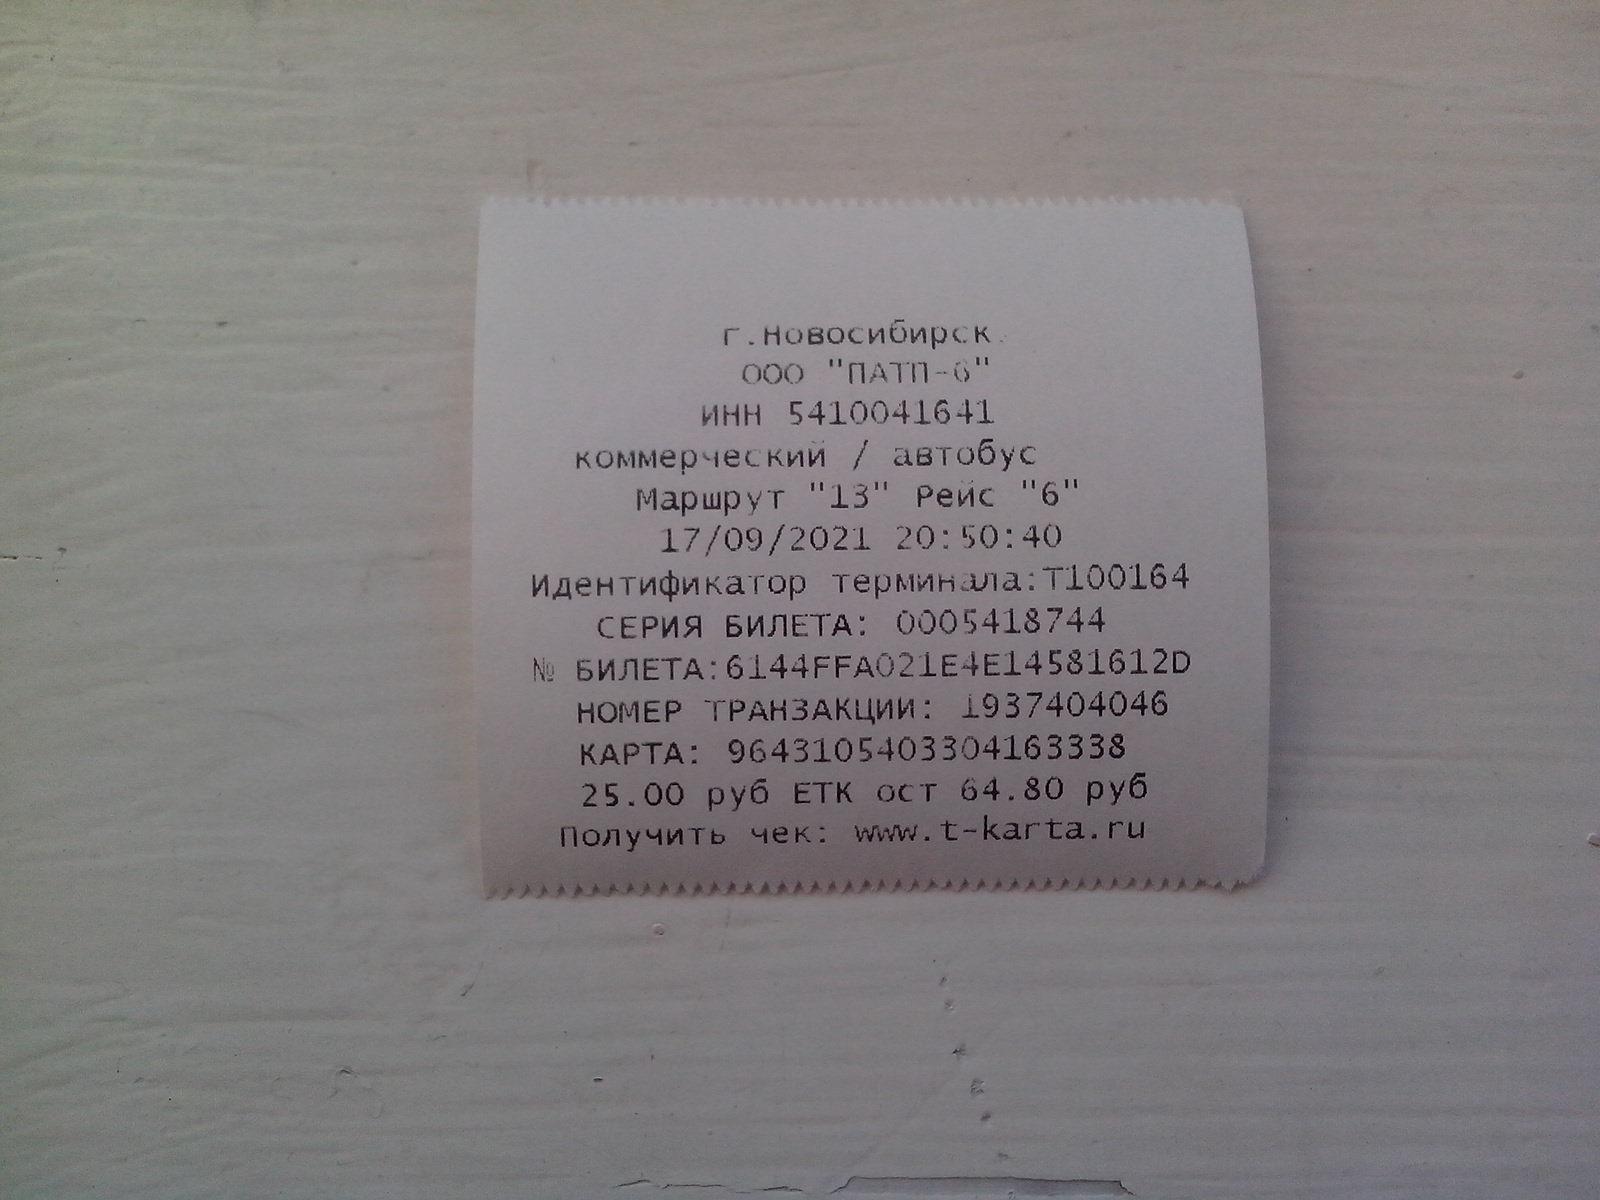 г.Новосибирск
ООО "ПАТП-6"
ИНН 5410041641
коммерческий / автобус
Маршрут "13" Рейс "6"
17/09/2021 20:50:40
Идентификатор терминала:Т100164
СЕРИЯ БИЛЕТА: 0005418744
№ БИЛЕТА:6144FFA021E4E14581612D
НОМЕР ТРАНЗАКЦИИ: 1937404046
КАРТА: 9643105403304163338
25.00 руб ЕТК ост 64.80 руб
Получить чек: www.t-karta.ru